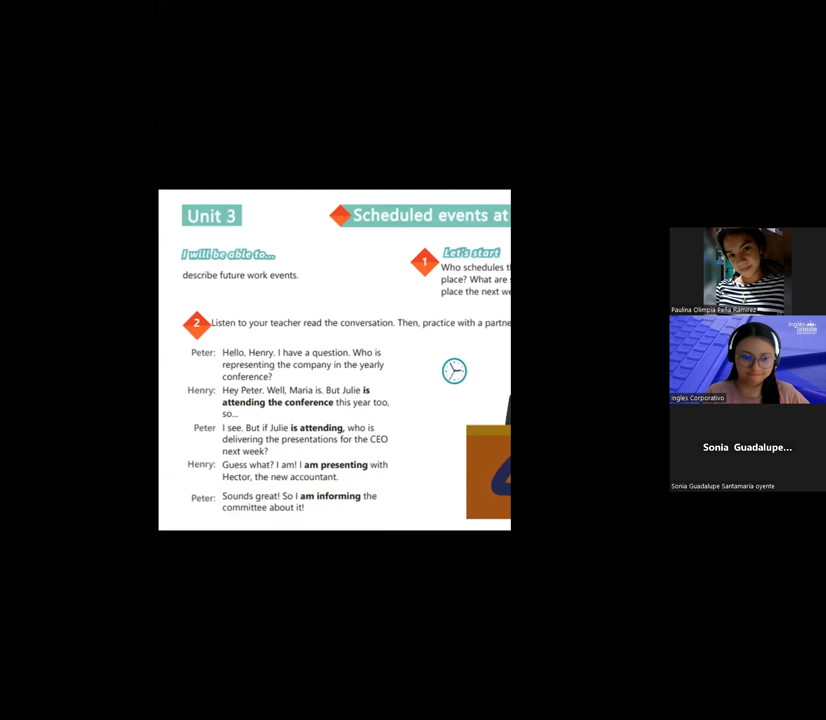 Unit 3
Scheduled events at
I will be able to...
describe future work events.
1
Let's start
Who schedules
place? What are
place the next
2
Listen to your teacher read the conversation. Then, practice with a partne
Peter: Hello, Henry. I have a question. Who is
representing the company in the yearly
conference?
Henry: Hey Peter. Well, Maria is. But Julie is
attending the conference this year too,
so...
Peter I see. But if Julie is attending, who is
delivering the presentations for the CEO
next week?
Henry: Guess what? I am! I am presenting with
Hector, the new accountant.
Peter: Sounds great! So I am informing the
committee about it!
Paulina Olimpia Peña Ramírez
Inglés
Ingles Corporativo
Sonia Guadalupe...
Sonia Guadalupe Santamaría oyente